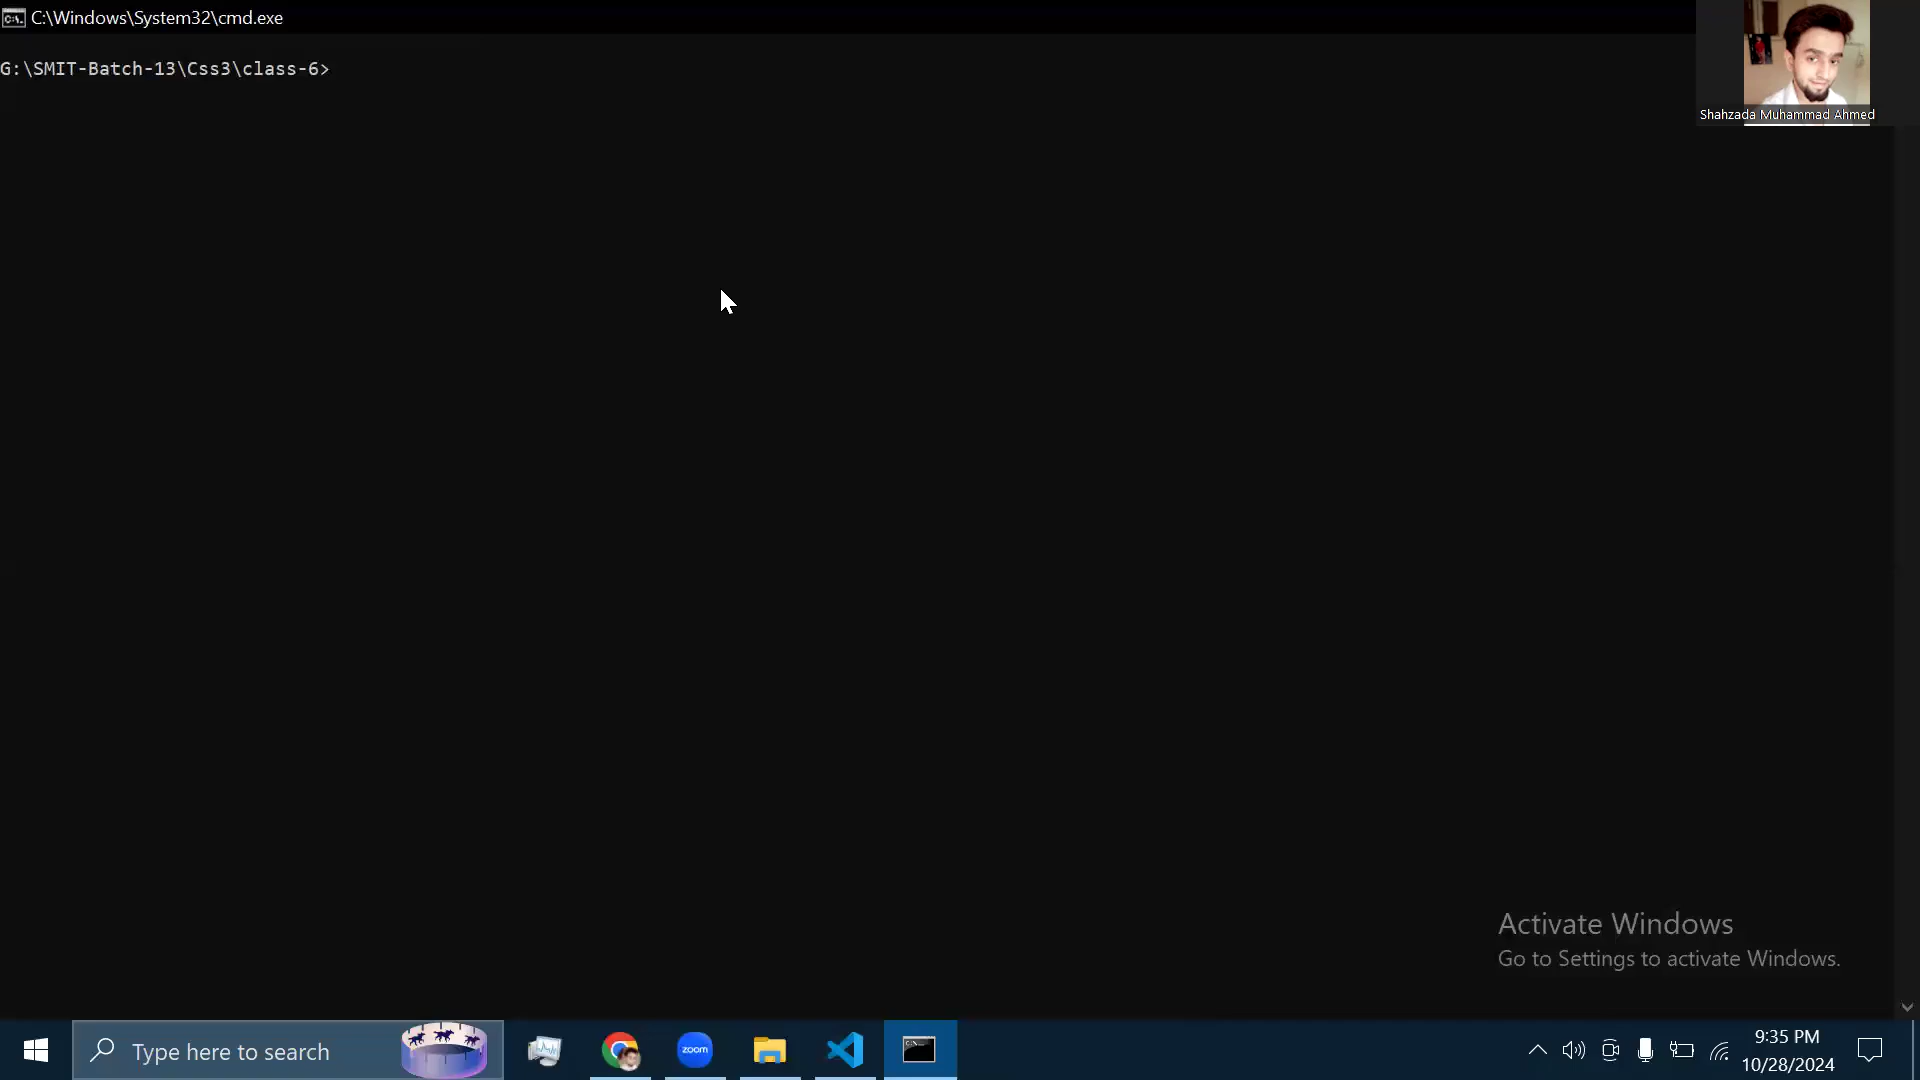 C:\Windows\System32\cmd.exe
G:\SMIT-Batch-13\Css3\class-6>
Shahzada Muhammad Ahmed
Activate Windows
Go to Settings to activate Windows.
Type here to search
zoom
9:35 PM
10/28/2024